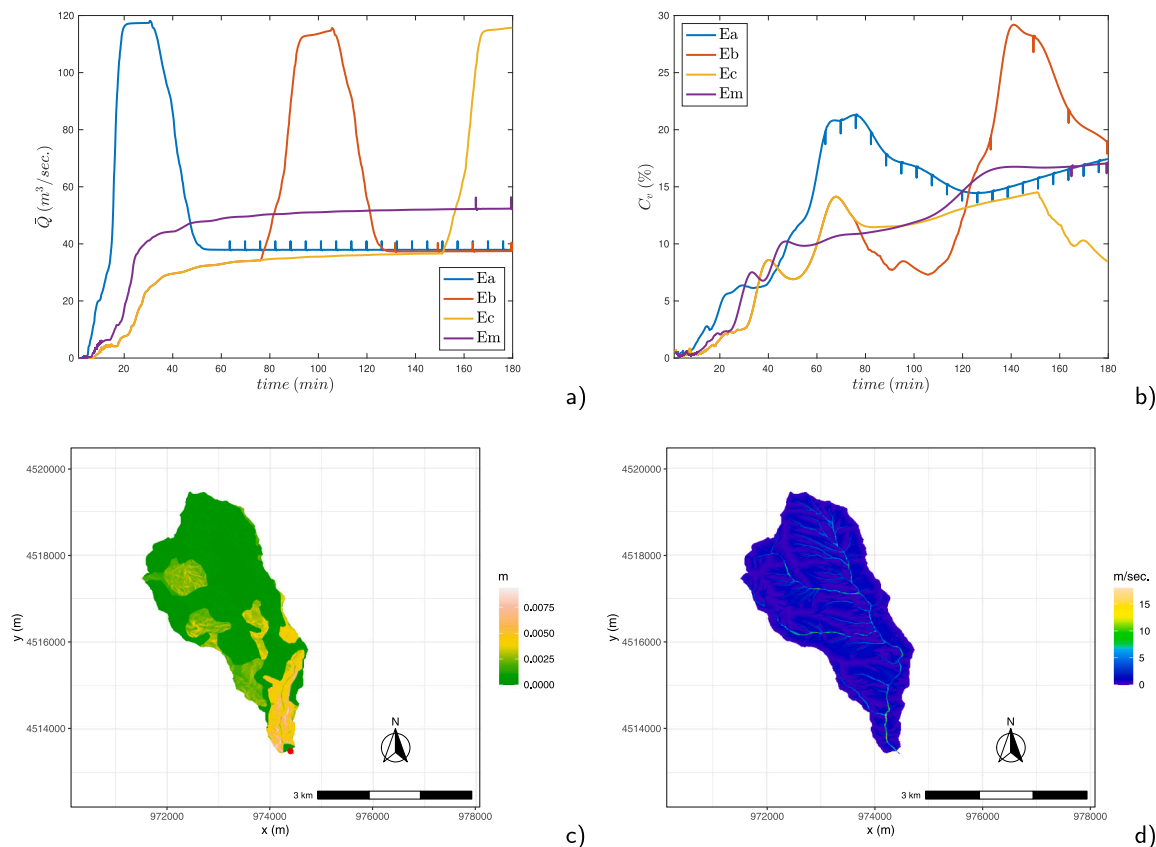 120
100
80
60
40
20
0
Q̄ (m³/sec.)
20 40 60 80 100 120 140 160 180
time (min)
Ea
Eb
Ec
Em
a)
30
25
20
15
10
5
0
C_v (%)
20 40 60 80 100 120 140 160 180
time (min)
Ea
Eb
Ec
Em
b)
4520000
4518000
4516000
4514000
y (m)
972000 974000 976000 978000
x (m)
N
3 km
m
0.0075
0.0050
0.0025
0.0000
c)
4520000
4518000
4516000
4514000
y (m)
972000 974000 976000 978000
x (m)
N
3 km
m/sec.
15
10
5
0
d)